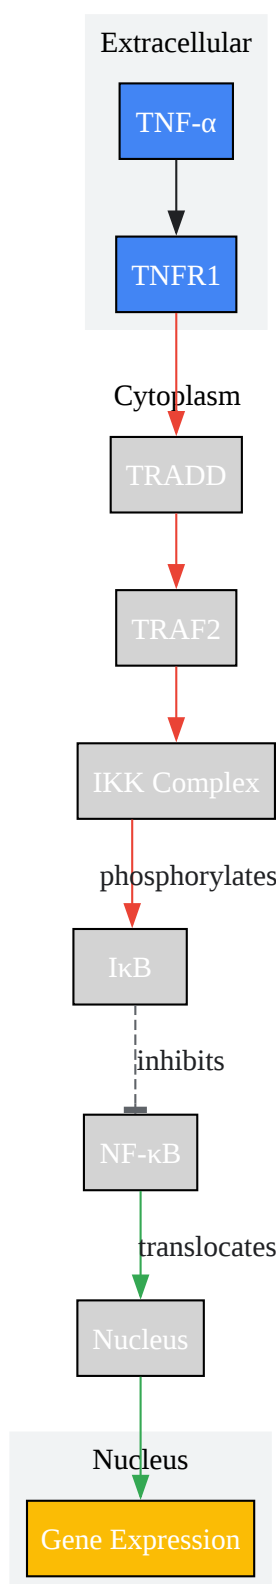 Extracellular
TNF-α
TNFR1
Cytoplasm
TRADD
TRAF2
IKK Complex
phosphorylates
IκB
inhibits
NF-κB
translocates
Nucleus
Nucleus
Gene Expression